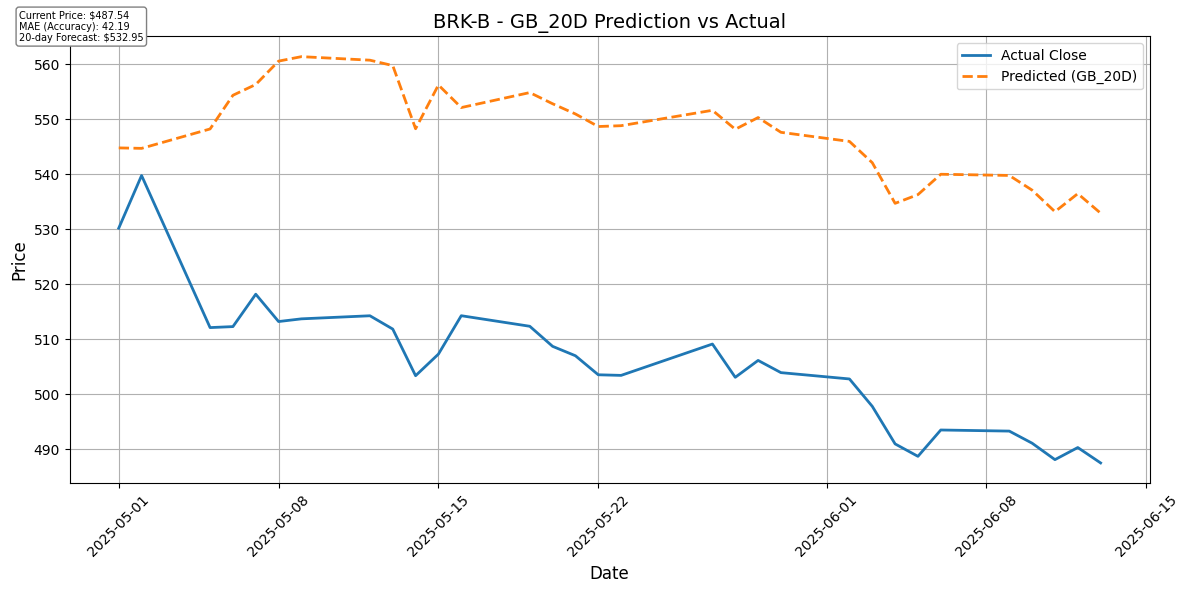 Current Price: $487.54
MAE (Accuracy): 42.19
20-day Forecast: $532.95
BRK-B - GB_20D Prediction vs Actual
Actual Close
Predicted (GB_20D)
Price
560
550
540
530
520
510
500
490
2025-05-01
2025-05-08
2025-05-15
2025-05-22
2025-06-01
2025-06-08
2025-06-15
Date